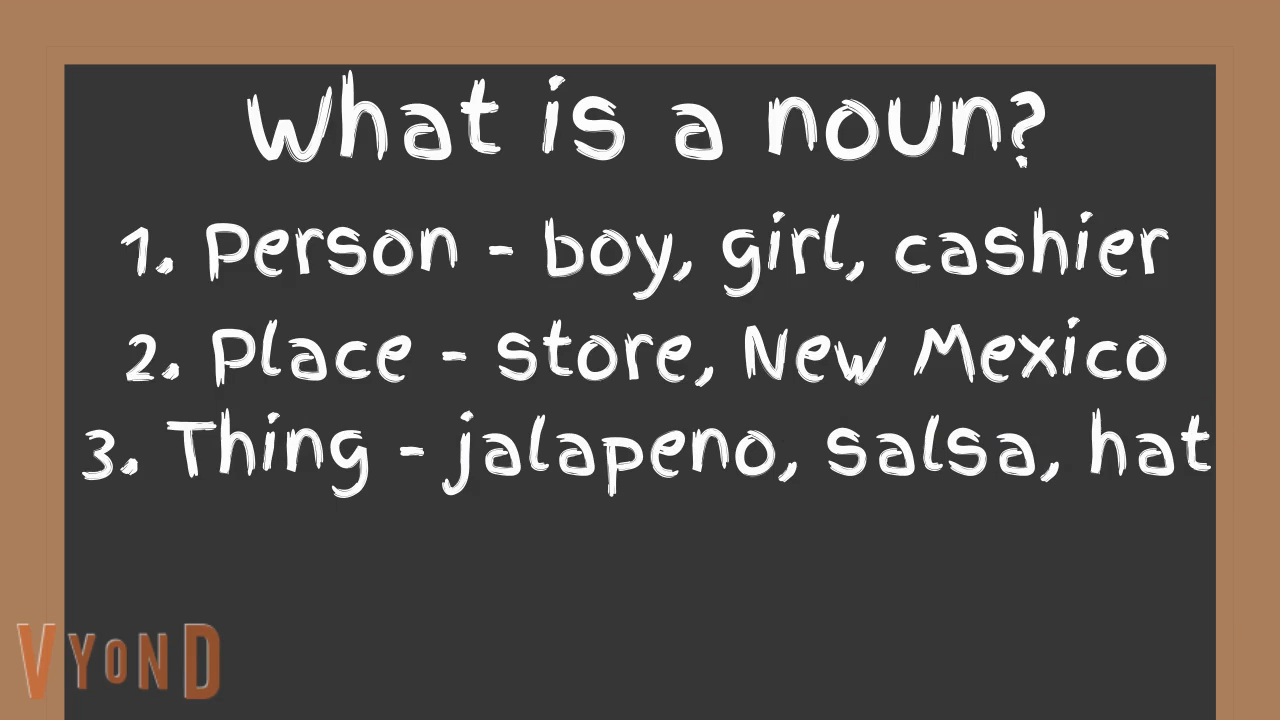 What is a noun?
1. Person - boy, girl, cashier
2. Place - store, New Mexico
3. Thing - jalapeno, salsa, hat
VYOND